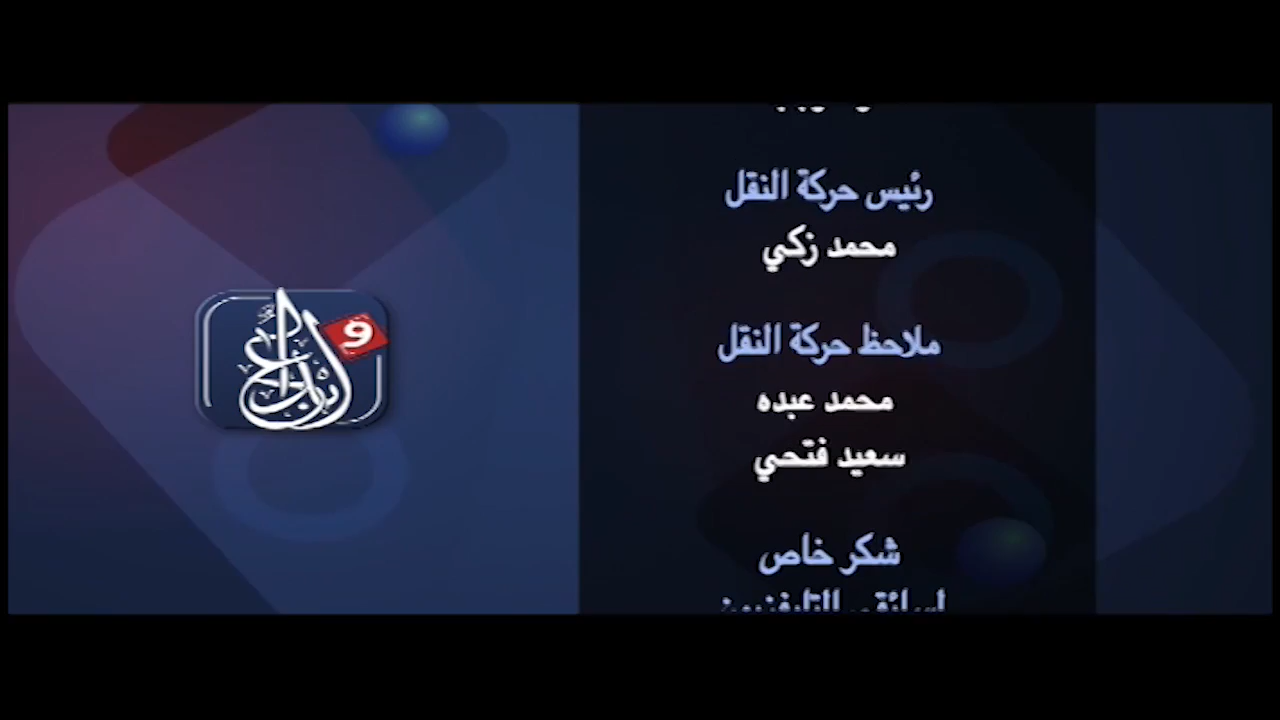 رئيس حركة النقل
محمد زكي
ملاحظ حركة النقل
محمد عبده
سعيد فتحي
شكر خاص
و